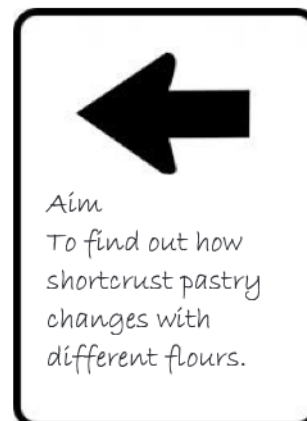 Aim
To find out how
shortcrust pastry
changes with
different flours.